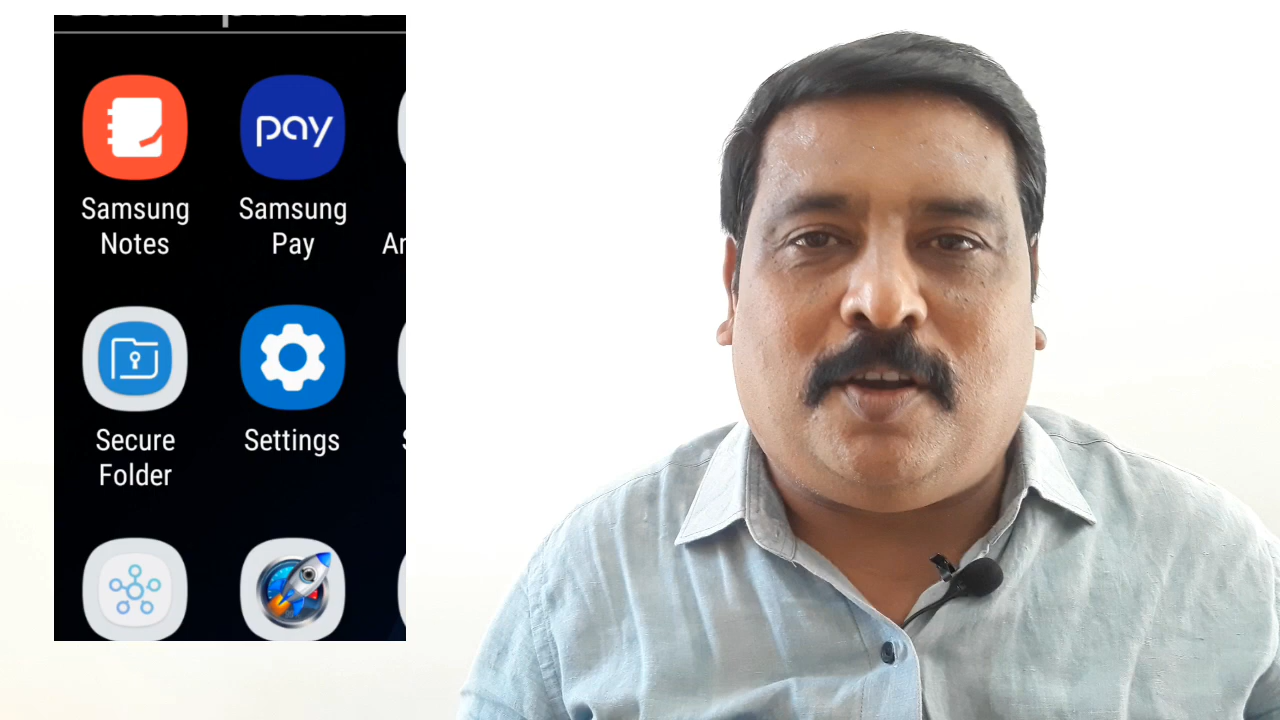 pay
Samsung
Notes
Samsung
Pay
Secure
Folder
Settings